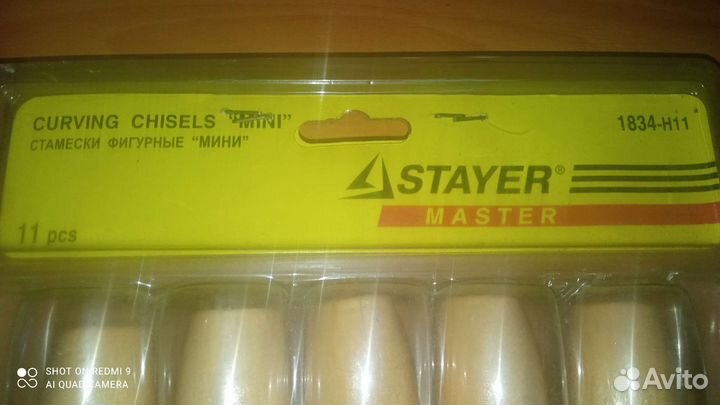 CURVING CHISELS "MINI"
СТАМЕСКИ ФИГУРНЫЕ "МИНИ"
1834-H11
STAYER®
MASTER
11 pcs
SHOT ON REDMI 9
AI QUAD CAMERA
Avito